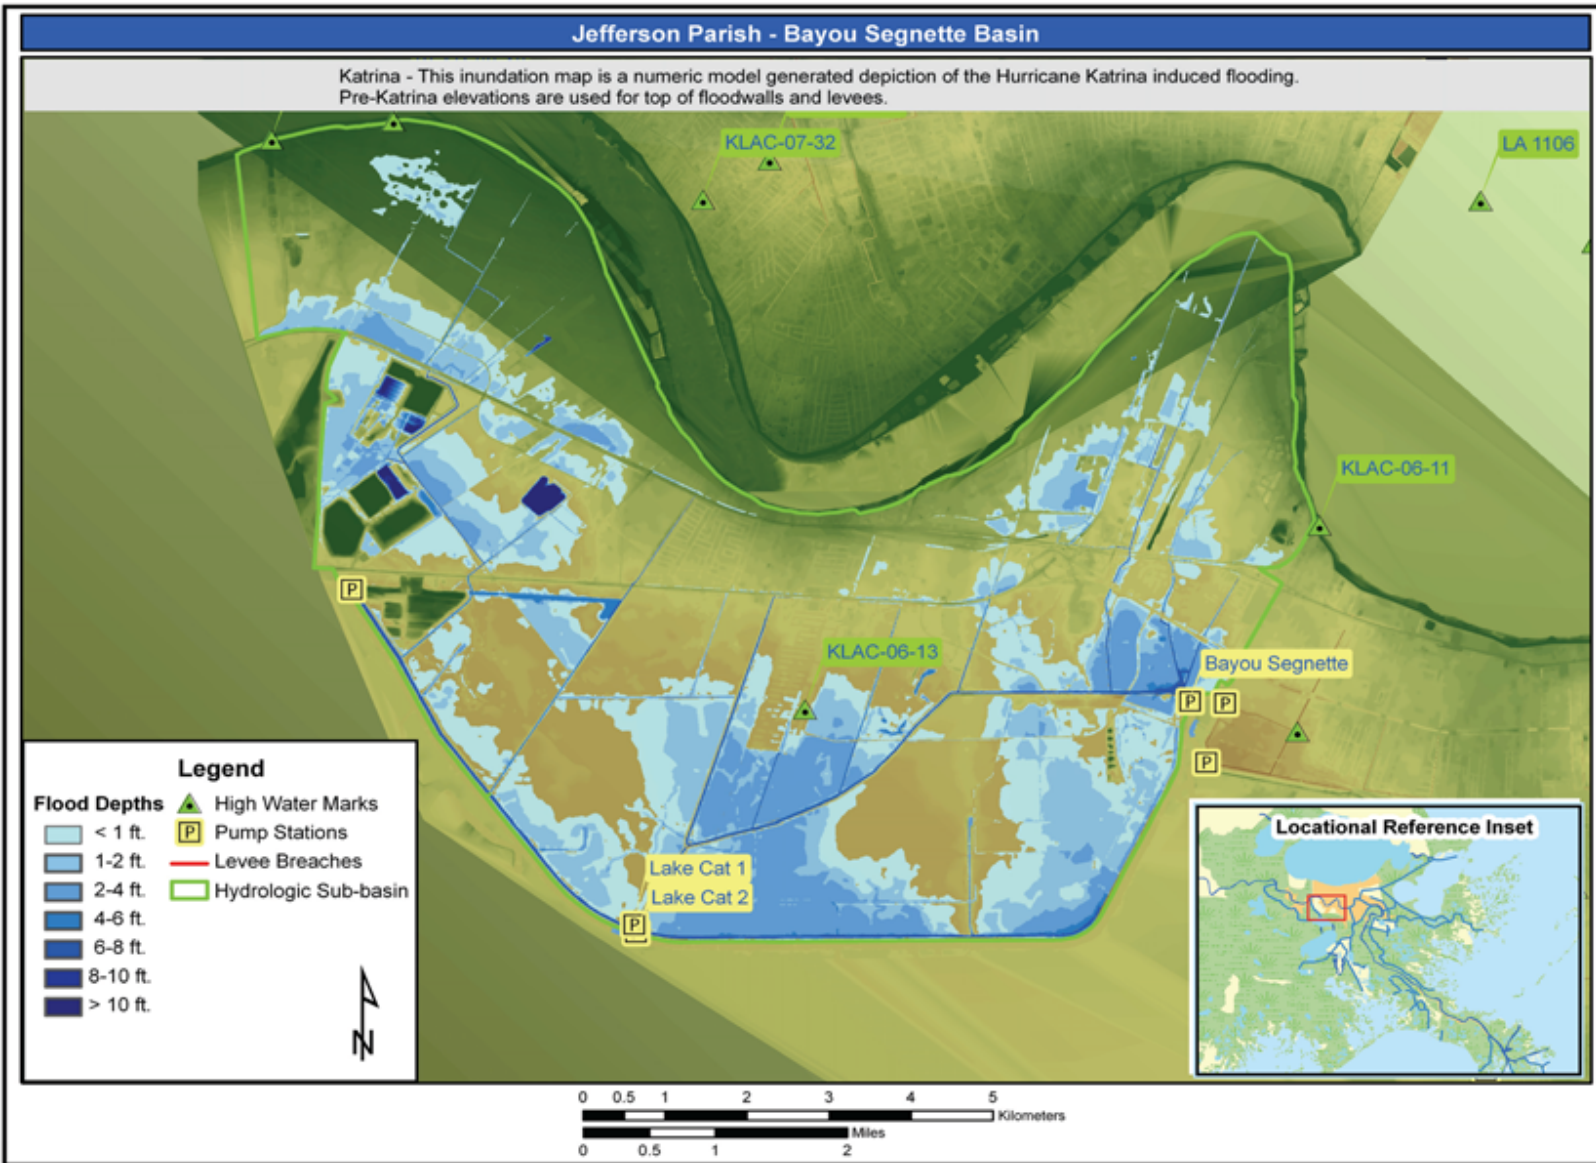 Jefferson Parish - Bayou Segnette Basin
Katrina - This inundation map is a numeric model generated depiction of the Hurricane Katrina induced flooding.
Pre-Katrina elevations are used for top of floodwalls and levees.
KLAC-07-32
LA 1106
KLAC-06-11
P
KLAC-06-13
Bayou Segnette
P
P
P
Lake Cat 1
Lake Cat 2
P
Legend
Flood Depths
< 1 ft.
1-2 ft.
2-4 ft.
4-6 ft.
6-8 ft.
8-10 ft.
> 10 ft.
High Water Marks
P Pump Stations
Levee Breaches
Hydrologic Sub-basin
N
Locational Reference Inset
0 0.5 1 2 3 4 5
Kilometers
Miles
0 0.5 1 2